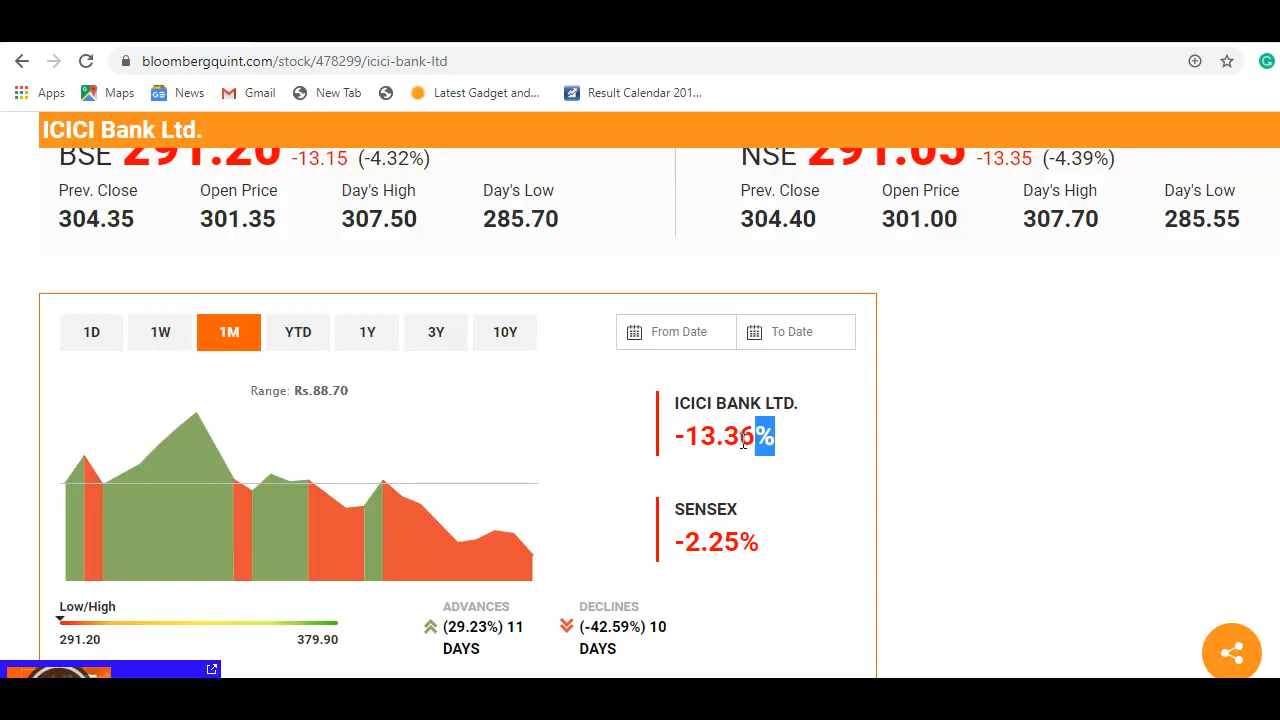 bloombergquint.com/stock/478299/icici-bank-ltd
Apps Maps News Gmail New Tab Latest Gadget and... Result Calendar 201...
ICICI Bank Ltd.
BSE 291.20 -13.15 (-4.32%) NSE 291.05 -13.35 (-4.39%)
Prev. Close Open Price Day's High Day's Low Prev. Close Open Price Day's High Day's Low
304.35 301.35 307.50 285.70 304.40 301.00 307.70 285.55
1D 1W 1M YTD 1Y 3Y 10Y From Date To Date
Range: Rs.88.70
ICICI BANK LTD.
-13.36%
SENSEX
-2.25%
Low/High
291.20 379.90
ADVANCES
(29.23%) 11
DAYS
DECLINES
(-42.59%) 10
DAYS